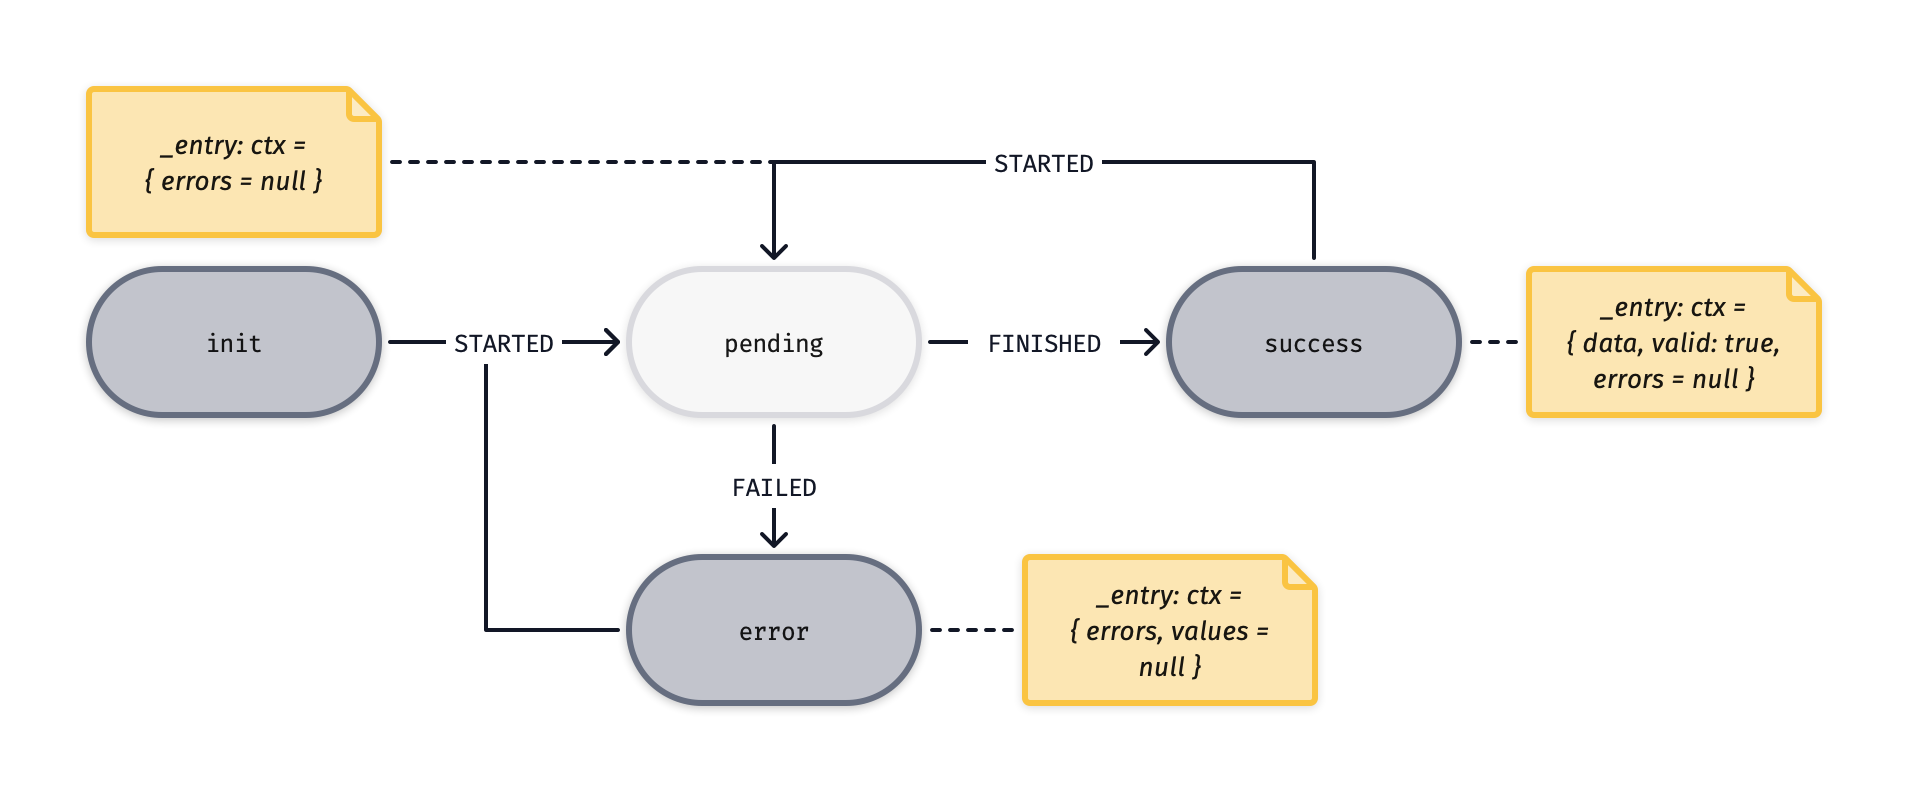 _entry: ctx =
{ errors = null }
STARTED
init
STARTED
pending
FINISHED
success
_entry: ctx =
{ data, valid: true,
errors = null }
FAILED
error
_entry: ctx =
{ errors, values =
null }